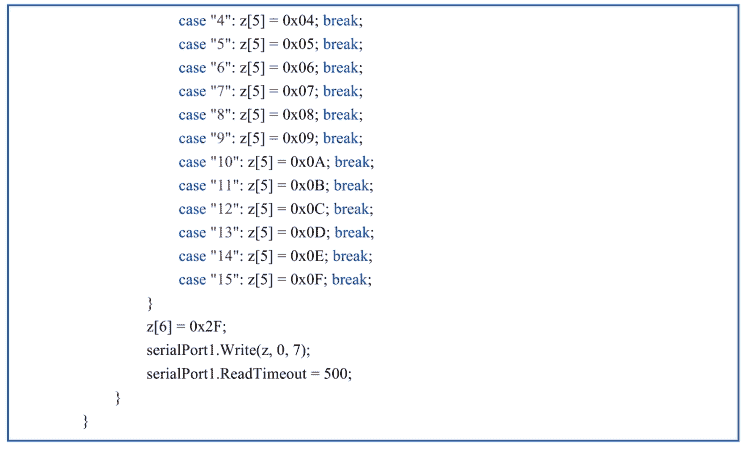 case "4": z[5] = 0x04; break;
case "5": z[5] = 0x05; break;
case "6": z[5] = 0x06; break;
case "7": z[5] = 0x07; break;
case "8": z[5] = 0x08; break;
case "9": z[5] = 0x09; break;
case "10": z[5] = 0x0A; break;
case "11": z[5] = 0x0B; break;
case "12": z[5] = 0x0C; break;
case "13": z[5] = 0x0D; break;
case "14": z[5] = 0x0E; break;
case "15": z[5] = 0x0F; break;
}
z[6] = 0x2F;
serialPort1.Write(z, 0, 7);
serialPort1.ReadTimeout = 500;
}
}